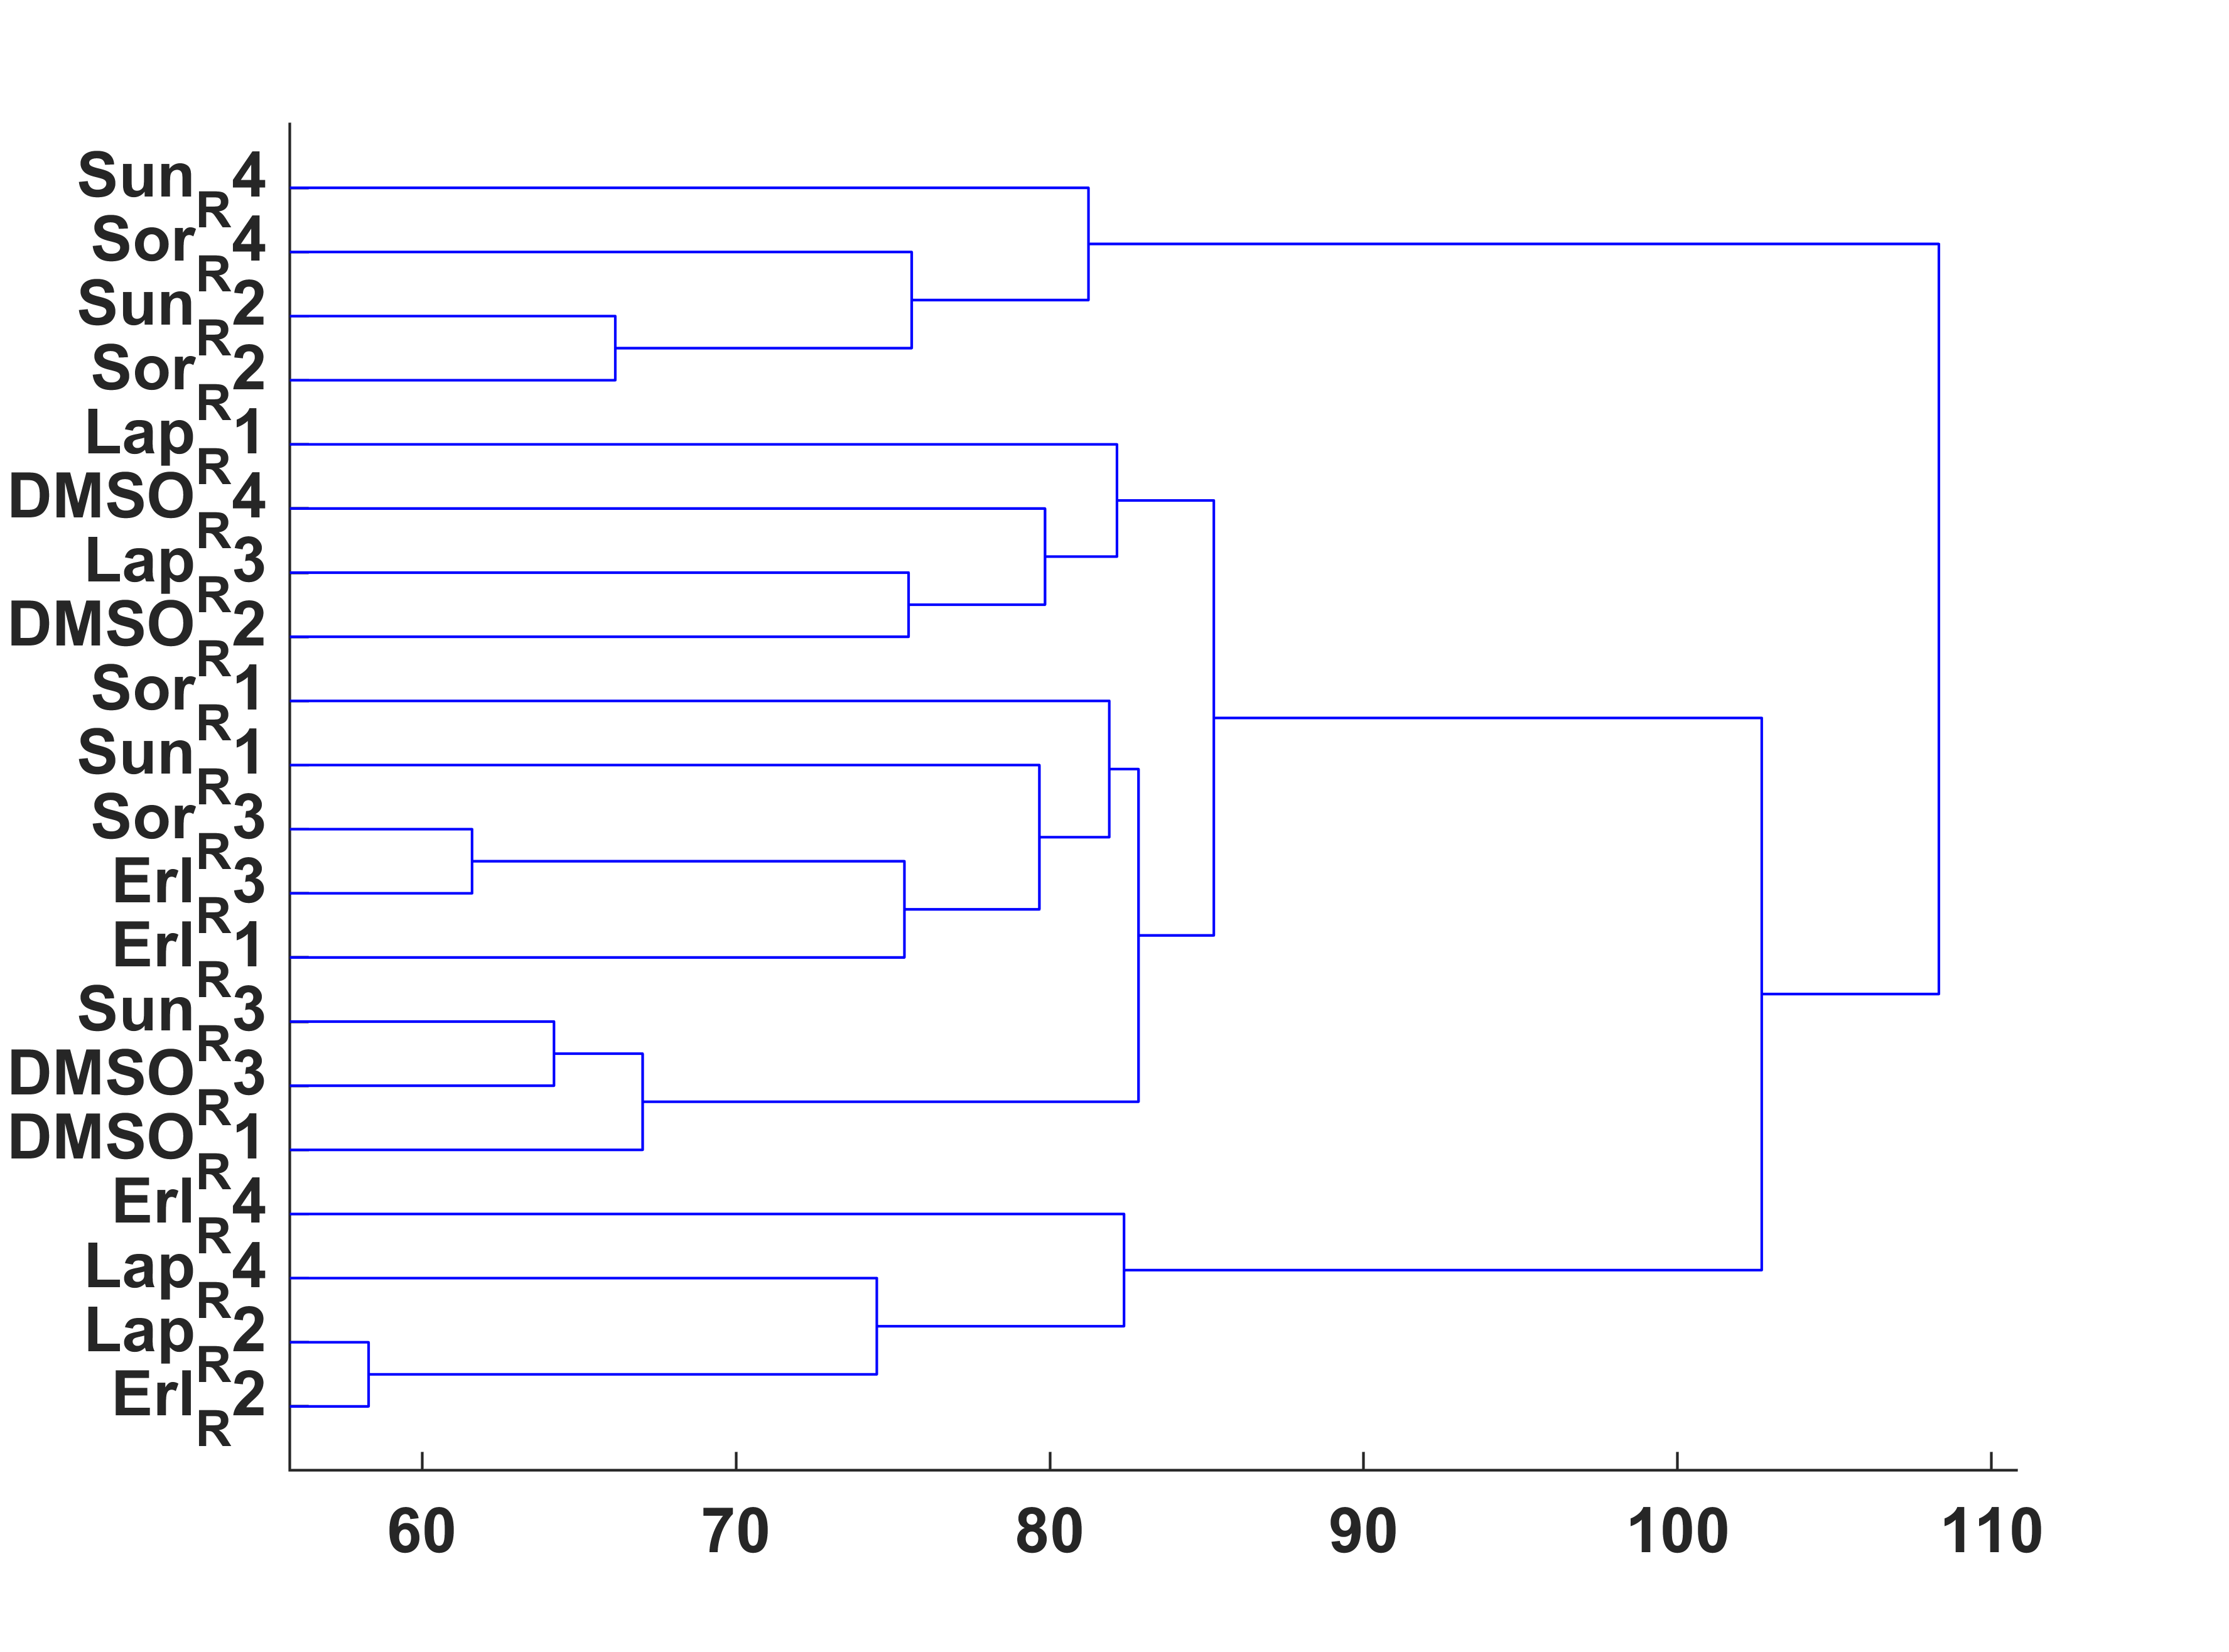 Sun_R4
Sor_R4
Sun_R2
Sor_R2
Lap_R1
DMSO_R4
Lap_R3
DMSO_R2
Sor_R1
Sun_R1
Sor_R3
Erl_R3
Erl_R1
Sun_R3
DMSO_R3
DMSO_R1
Erl_R4
Lap_R4
Lap_R2
Erl_R2
60 70 80 90 100 110